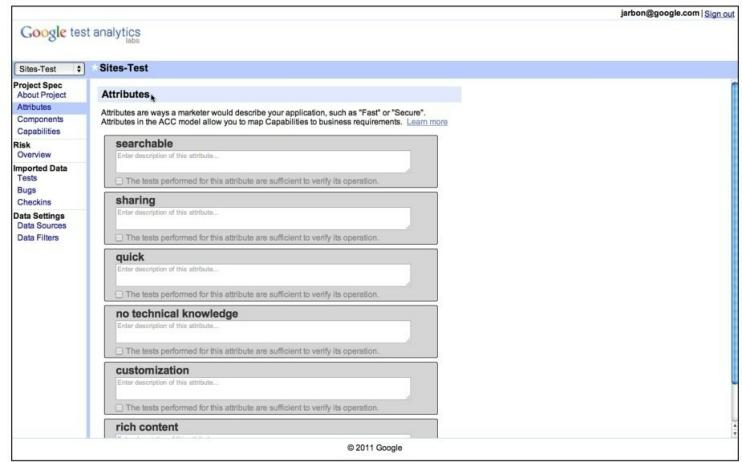 jarbon@google.com | Sign out
Google test analytics
labs
Sites-Test
Sites-Test
Project Spec
About Project
Attributes
Components
Capabilities
Risk
Overview
Imported Data
Tests
Bugs
Checkins
Data Settings
Data Sources
Data Filters
Attributes
Attributes are ways a marketer would describe your application, such as "Fast" or "Secure".
Attributes in the ACC model allow you to map Capabilities to business requirements. Learn more
searchable
Enter description of this attribute...
The tests performed for this attribute are sufficient to verify its operation.
sharing
Enter description of this attribute...
The tests performed for this attribute are sufficient to verify its operation.
quick
Enter description of this attribute...
The tests performed for this attribute are sufficient to verify its operation.
no technical knowledge
Enter description of this attribute...
The tests performed for this attribute are sufficient to verify its operation.
customization
Enter description of this attribute...
The tests performed for this attribute are sufficient to verify its operation.
rich content
© 2011 Google